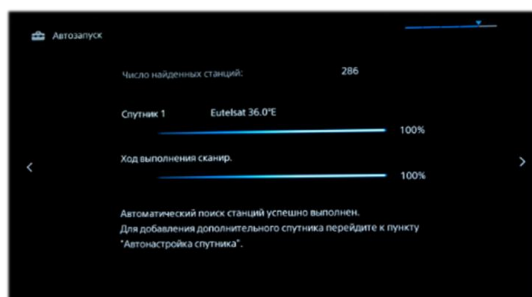 Автозапуск
Число найденных станций: 286
Спутник 1 Eutelsat 36.0°E
100%
Ход выполнения сканир.
100%
Автоматический поиск станций успешно выполнен.
Для добавления дополнительного спутника перейдите к пункту
"Автонастройка спутника".